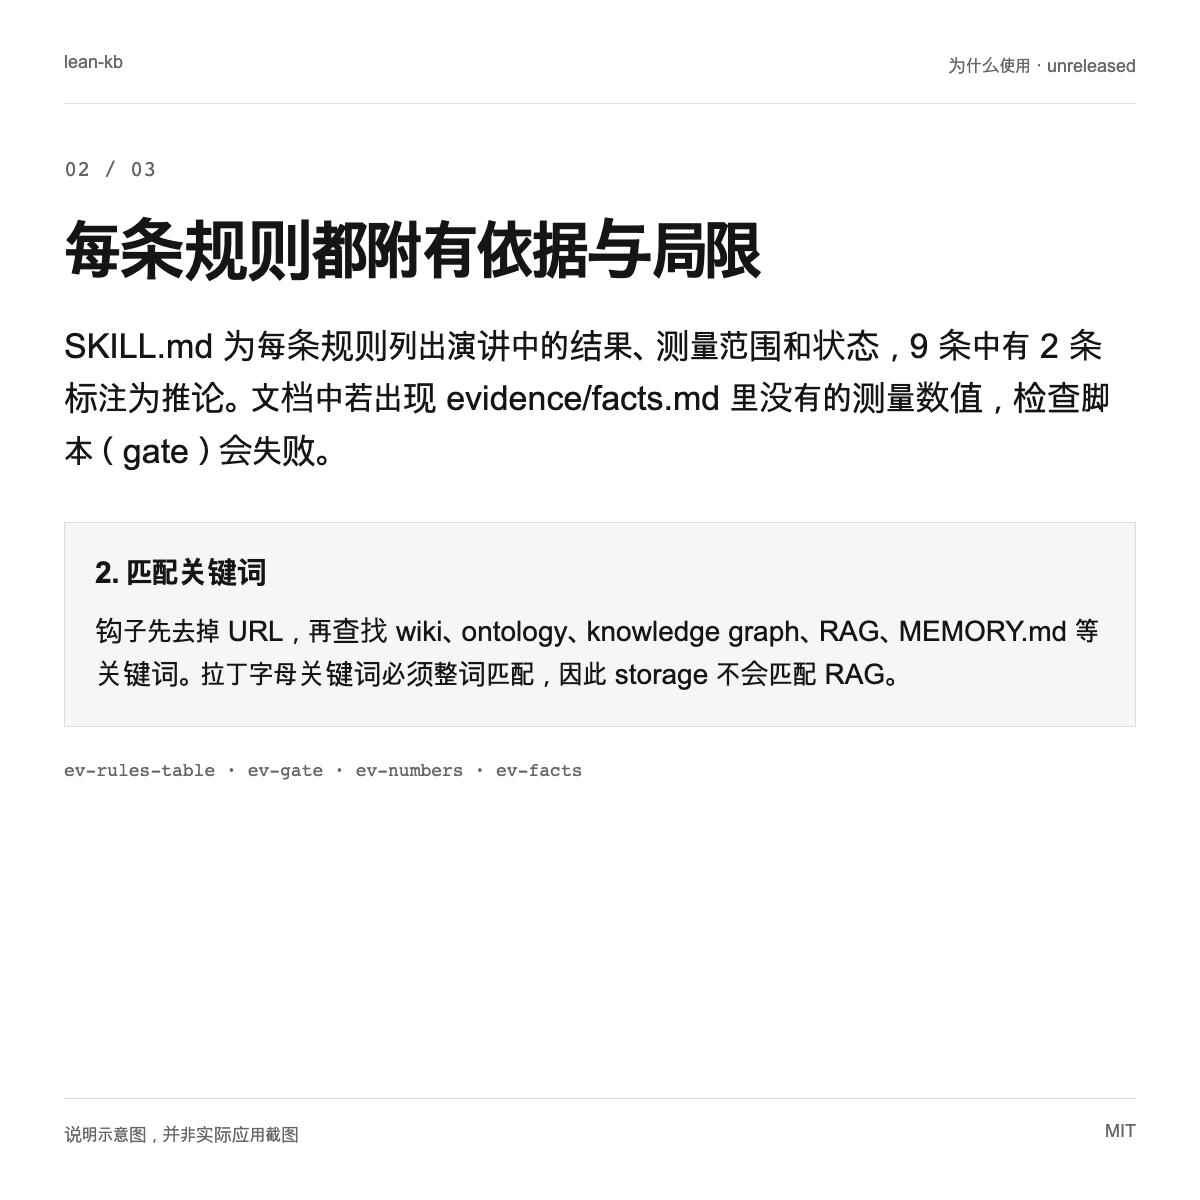 lean-kb
为什么使用 · unreleased
02 / 03
每条规则都附有依据与局限
SKILL.md 为每条规则列出演讲中的结果、测量范围和状态，9 条中有 2 条
标注为推论。文档中若出现 evidence/facts.md 里没有的测量数值，检查脚
本（gate）会失败。
2. 匹配关键词
钩子先去掉 URL，再查找 wiki、ontology、knowledge graph、RAG、MEMORY.md 等
关键词。拉丁字母关键词必须整词匹配，因此 storage 不会匹配 RAG。
ev-rules-table · ev-gate · ev-numbers · ev-facts
说明示意图，并非实际应用截图
MIT